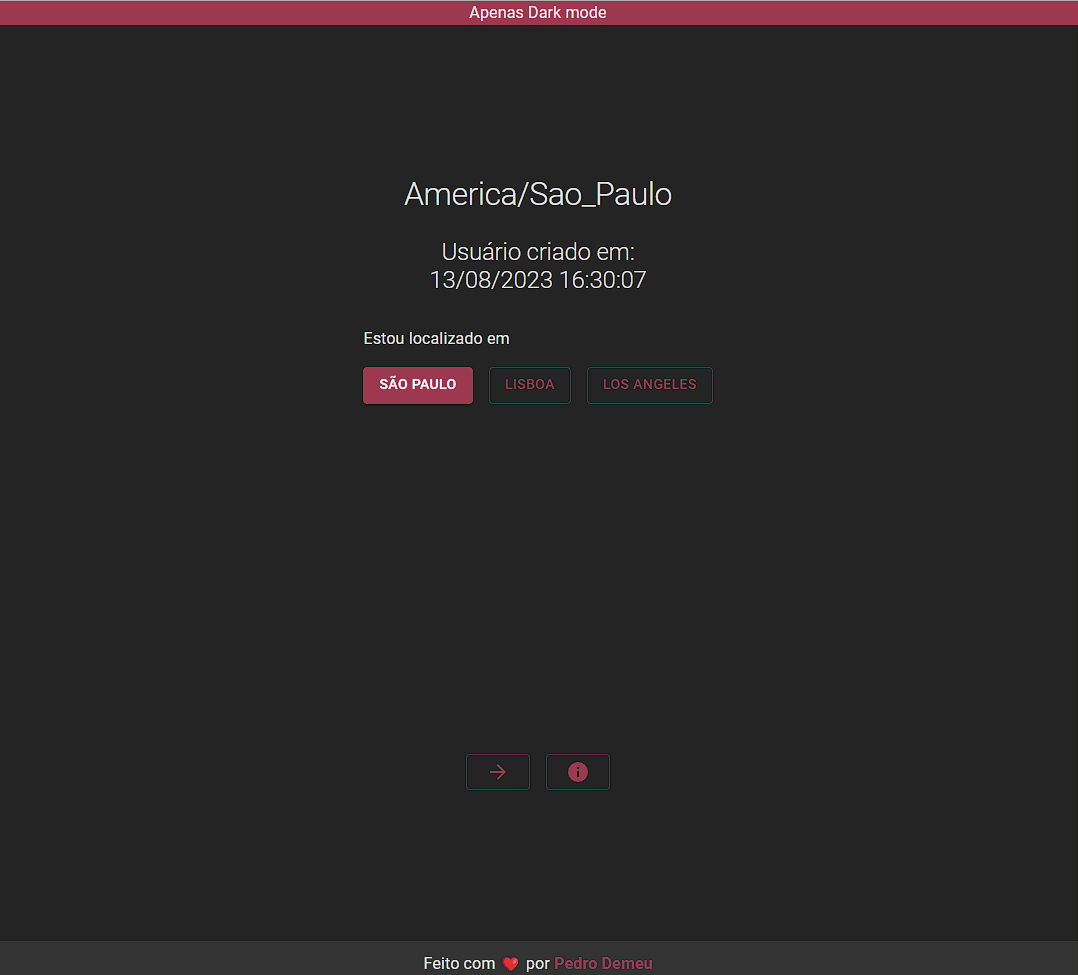 Apenas Dark mode
America/Sao_Paulo
Usuário criado em:
13/08/2023 16:30:07
Estou localizado em
SÃO PAULO LISBOA LOS ANGELES
Feito com ❤️ por Pedro Demeu